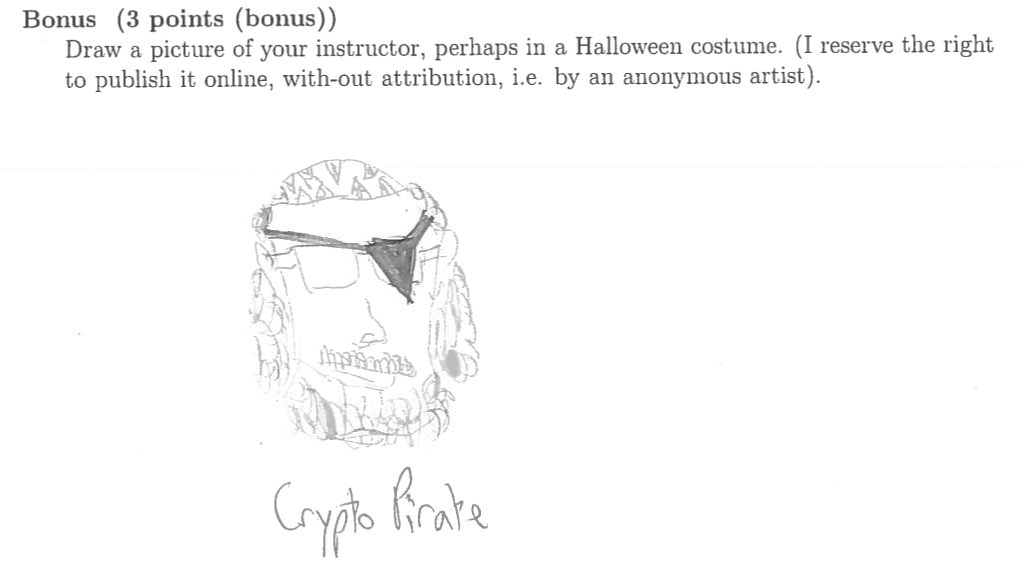 Bonus (3 points (bonus))
Draw a picture of your instructor, perhaps in a Halloween costume. (I reserve the right
to publish it online, with-out attribution, i.e. by an anonymous artist).
Crypto Pirate